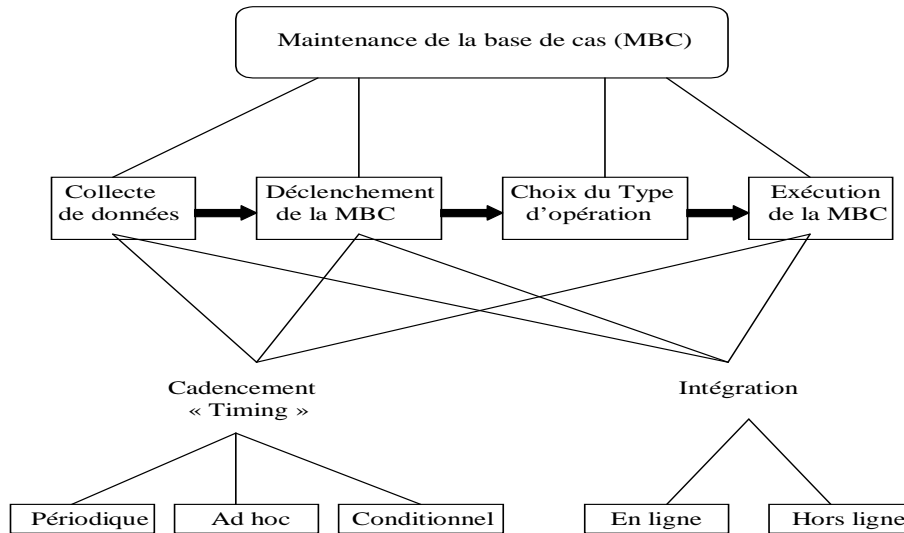 Maintenance de la base de cas (MBC)
Collecte
de données
Déclenchement
de la MBC
Choix du Type
d’opération
Exécution
de la MBC
Cadencement
« Timing »
Intégration
Périodique
Ad hoc
Conditionnel
En ligne
Hors ligne